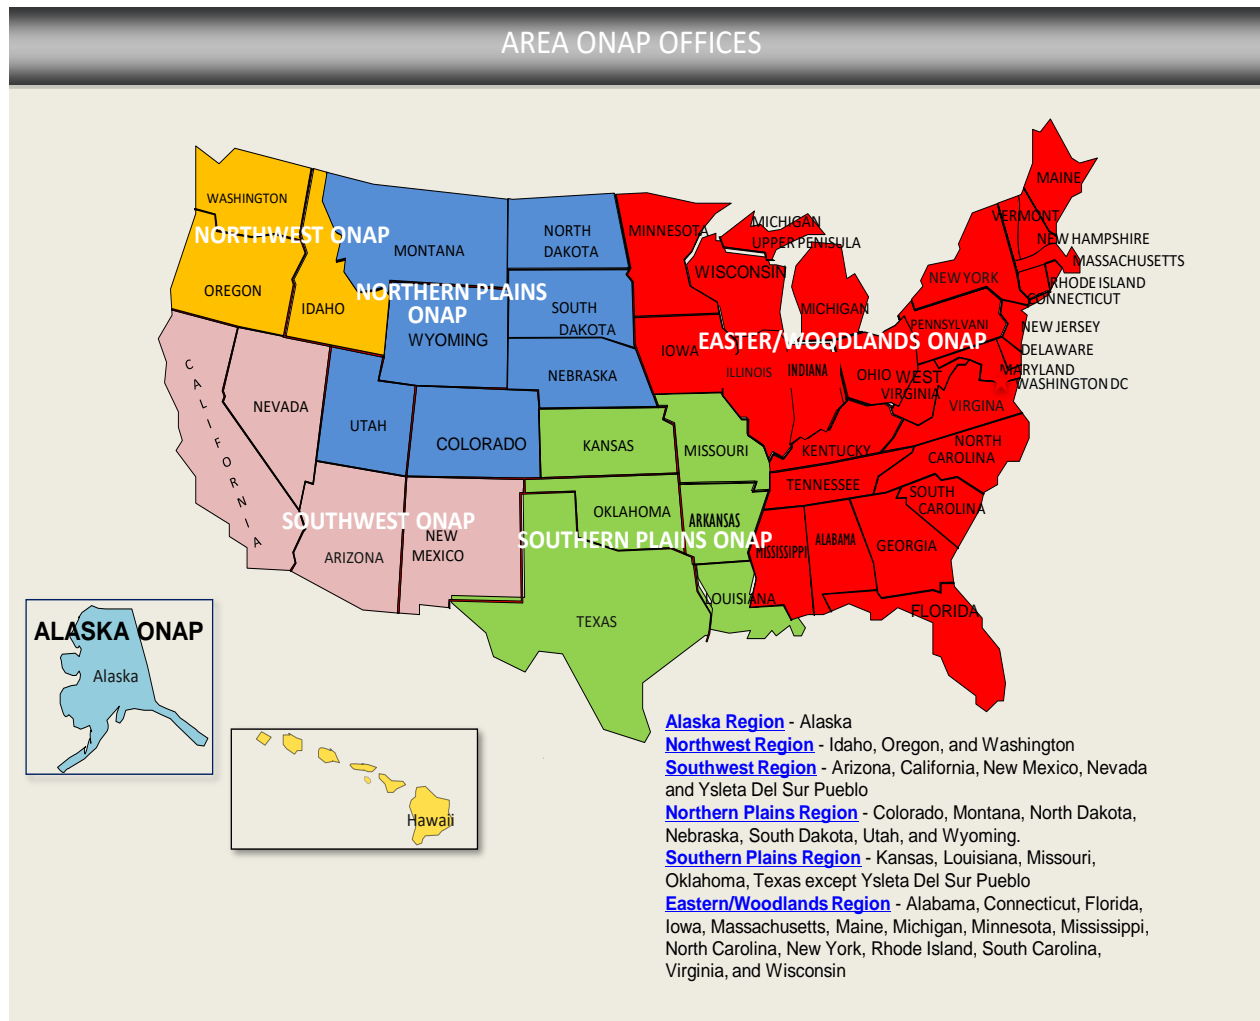 AREA ONAP OFFICES
MAINE
WASHINGTON
VERMONT
MICHIGAN
UPPER PENISULA
NORTHWEST ONAP
MONTANA
NORTH
DAKOTA
MINNESOTA
NEW HAMPSHIRE
MASSACHUSETTS
WISCONSIN
NEW YORK
RHODE ISLAND
CONNECTICUT
OREGON
IDAHO
NORTHERN PLAINS
ONAP
SOUTH
DAKOTA
MICHIGAN
PENNSYLVANI
NEW JERSEY
WYOMING
IOWA
EASTER/WOODLANDS ONAP
DELAWARE
MARYLAND
WASHINGTON DC
CALIFORNIA
NEBRASKA
ILLINOIS
INDIANA
OHIO
WEST
VIRGINIA
VIRGINA
NEVADA
UTAH
COLORADO
KANSAS
MISSOURI
KENTUCKY
NORTH
CAROLINA
TENNESSEE
SOUTH
CAROLINA
SOUTHWEST ONAP
OKLAHOMA
ARKANSAS
ARIZONA
NEW
MEXICO
SOUTHERN PLAINS ONAP
MISSISSIPPI
ALABAMA
GEORGIA
LOUISIANA
TEXAS
FLORIDA
ALASKA ONAP
Alaska
Hawaii
Alaska Region - Alaska
Northwest Region - Idaho, Oregon, and Washington
Southwest Region - Arizona, California, New Mexico, Nevada
and Ysleta Del Sur Pueblo
Northern Plains Region - Colorado, Montana, North Dakota,
Nebraska, South Dakota, Utah, and Wyoming.
Southern Plains Region - Kansas, Louisiana, Missouri,
Oklahoma, Texas except Ysleta Del Sur Pueblo
Eastern/Woodlands Region - Alabama, Connecticut, Florida,
Iowa, Massachusetts, Maine, Michigan, Minnesota, Mississippi,
North Carolina, New York, Rhode Island, South Carolina,
Virginia, and Wisconsin